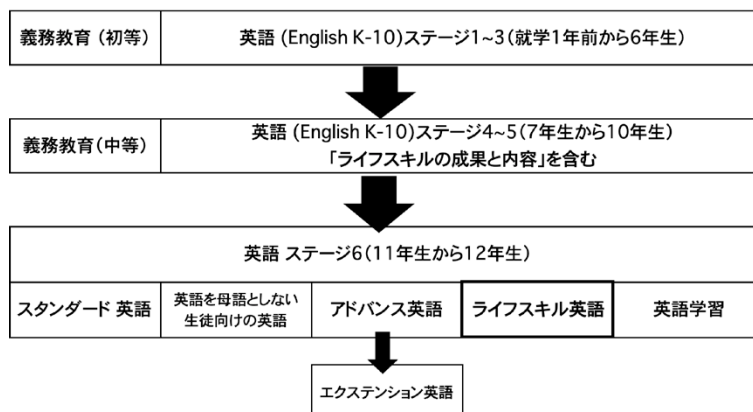 義務教育 (初等)
英語 (English K-10)ステージ1~3(就学1年前から6年生)
義務教育(中等)
英語 (English K-10)ステージ4~5(7年生から10年生)
「ライフスキルの成果と内容」を含む
英語 ステージ6(11年生から12年生)
スタンダード 英語
英語を母語としない
生徒向けの英語
アドバンス英語
ライフスキル英語
英語学習
エクステンション英語